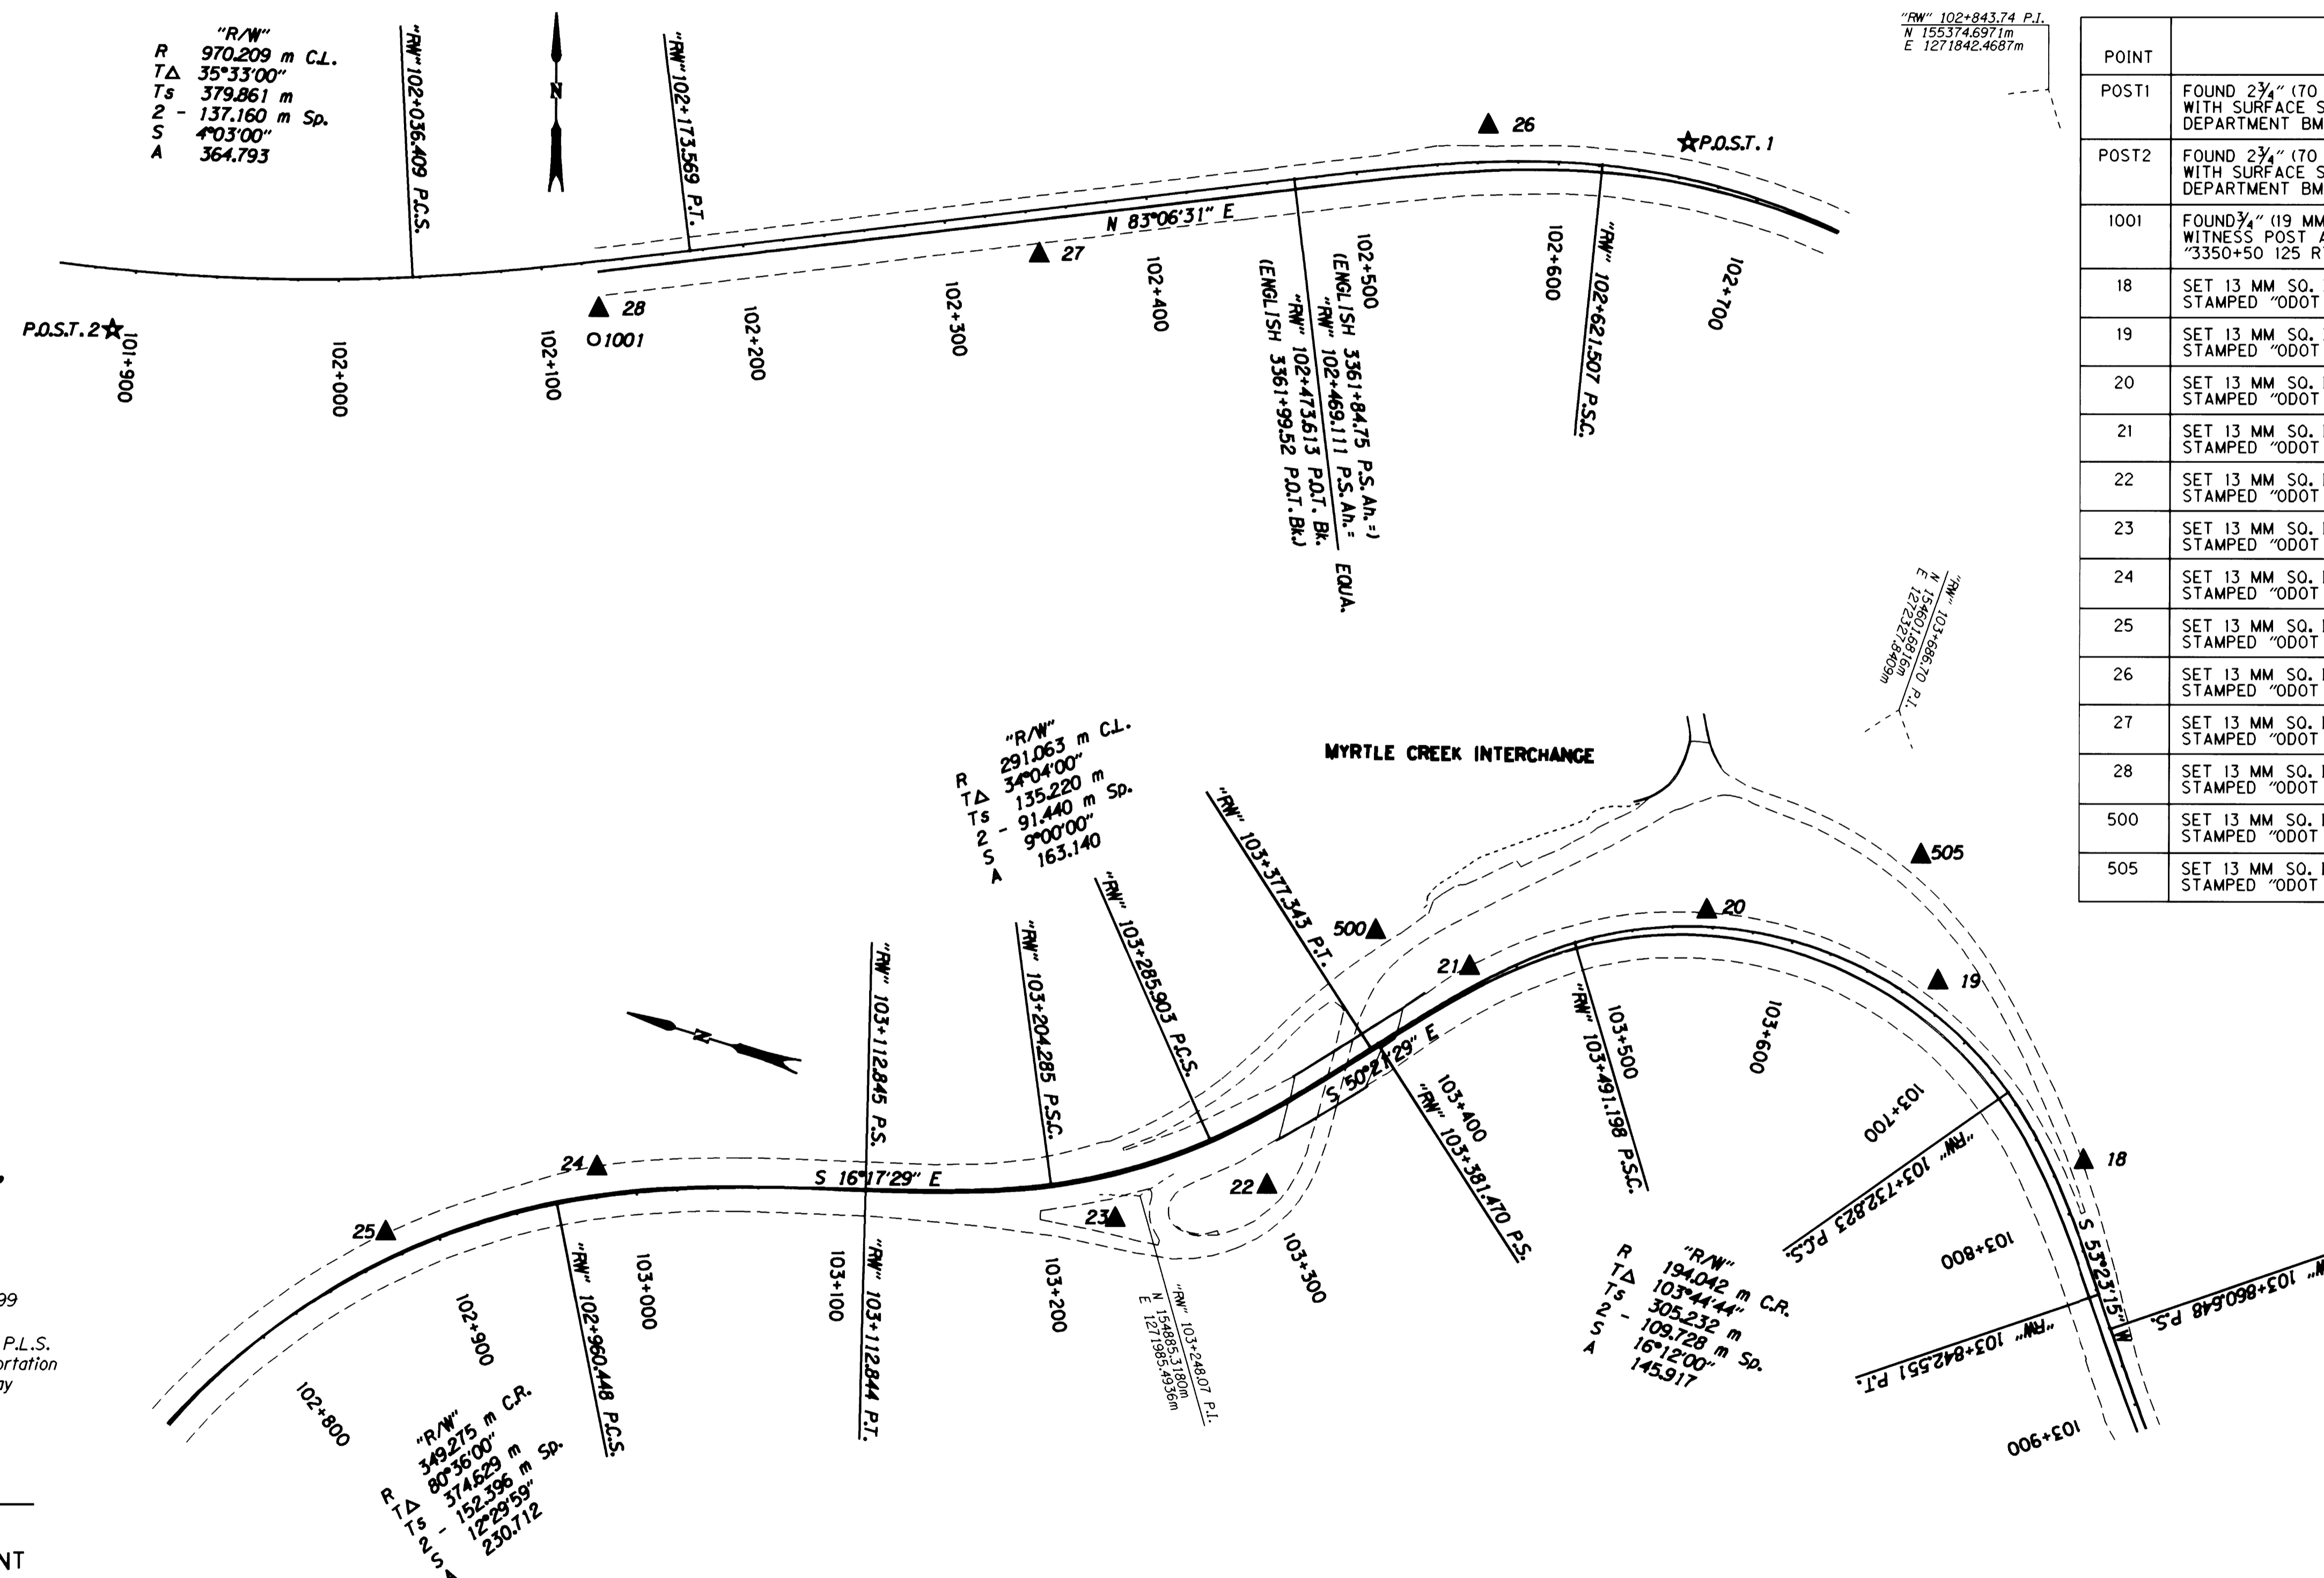 "R/W"
R 970.209 m C.L.
T△ 35°33'00"
Ts 379.861 m
2 - 137.160 m Sp.
S 4°03'00"
A 364.793
"RW" 102+036.409 P.C.S.
N
"RW" 102+173.569 P.T.
N 83°06'31" E
26
P.O.S.T. 1
27
28
1001
P.O.S.T. 2
101+900
102+000
102+100
102+200
102+300
102+400
102+500
102+600
102+700
(ENGLISH 3361+84.75 P.S. Ah.=)
"RW" 102+469.111 P.S. Ah. =
EQUA.
"RW" 102+473.613 P.O.T. Bk.
(ENGLISH 3361+99.52 P.O.T. Bk.)
"RW" 102+621.507 P.S.C.
"RW" 102+843.74 P.I.
N 155374.6971m
E 1271842.4687m
POINT
POST1 FOUND 2¾" (70
WITH SURFACE S
DEPARTMENT BM
POST2 FOUND 2¾" (70
WITH SURFACE S
DEPARTMENT BM
1001 FOUND ¾" (19 MM
WITNESS POST A
"3350+50 125 R
18 SET 13 MM SQ.
STAMPED "ODOT
19 SET 13 MM SQ.
STAMPED "ODOT
20 SET 13 MM SQ.
STAMPED "ODOT
21 SET 13 MM SQ.
STAMPED "ODOT
22 SET 13 MM SQ.
STAMPED "ODOT
23 SET 13 MM SQ.
STAMPED "ODOT
24 SET 13 MM SQ.
STAMPED "ODOT
25 SET 13 MM SQ.
STAMPED "ODOT
26 SET 13 MM SQ.
STAMPED "ODOT
27 SET 13 MM SQ.
STAMPED "ODOT
28 SET 13 MM SQ.
STAMPED "ODOT
500 SET 13 MM SQ.
STAMPED "ODOT
505 SET 13 MM SQ.
STAMPED "ODOT
"RW" 103+686.70 P.I.
N 154601.6816m
E 1272327.8409m
MYRTLE CREEK INTERCHANGE
"R/W"
R 291.063 m C.L.
T△ 34°04'00"
Ts 135.220 m
2 - 91.440 m Sp.
S 9°00'00"
A 163.140
"RW" 103+377.343 P.T.
"RW" 103+285.903 P.C.S.
"RW" 103+204.285 P.S.C.
"RW" 103+112.845 P.S.
N
505
500
20
21
19
18
22
23
24
25
S 16°17'29" E
S 50°21'29" E
S 53°23'15" W
102+800
102+900
103+000
103+100
103+200
103+300
103+400
103+500
103+600
103+700
103+800
103+900
"RW" 102+960.448 P.C.S.
"RW" 103+112.844 P.T.
"RW" 103+248.07 P.I.
N 154885.3180m
E 1271985.4936m
"RW" 103+381.470 P.S.
"RW" 103+491.198 P.S.C.
"RW" 103+732.823 P.C.S.
"RW" 103+842.551 P.T.
W" 103+860.648 P.S.
"R/W"
R 194.042 m C.R.
T△ 103°44'44"
Ts 305.232 m
2 - 109.728 m Sp.
S 16°12'00"
A 145.917
"R/W"
R 349.275 m C.R.
T△ 80°36'00"
Ts 374.629 m
2 - 152.396 m Sp.
S 12°29'59"
230.712
99
P.L.S.
ortation
ay
NT